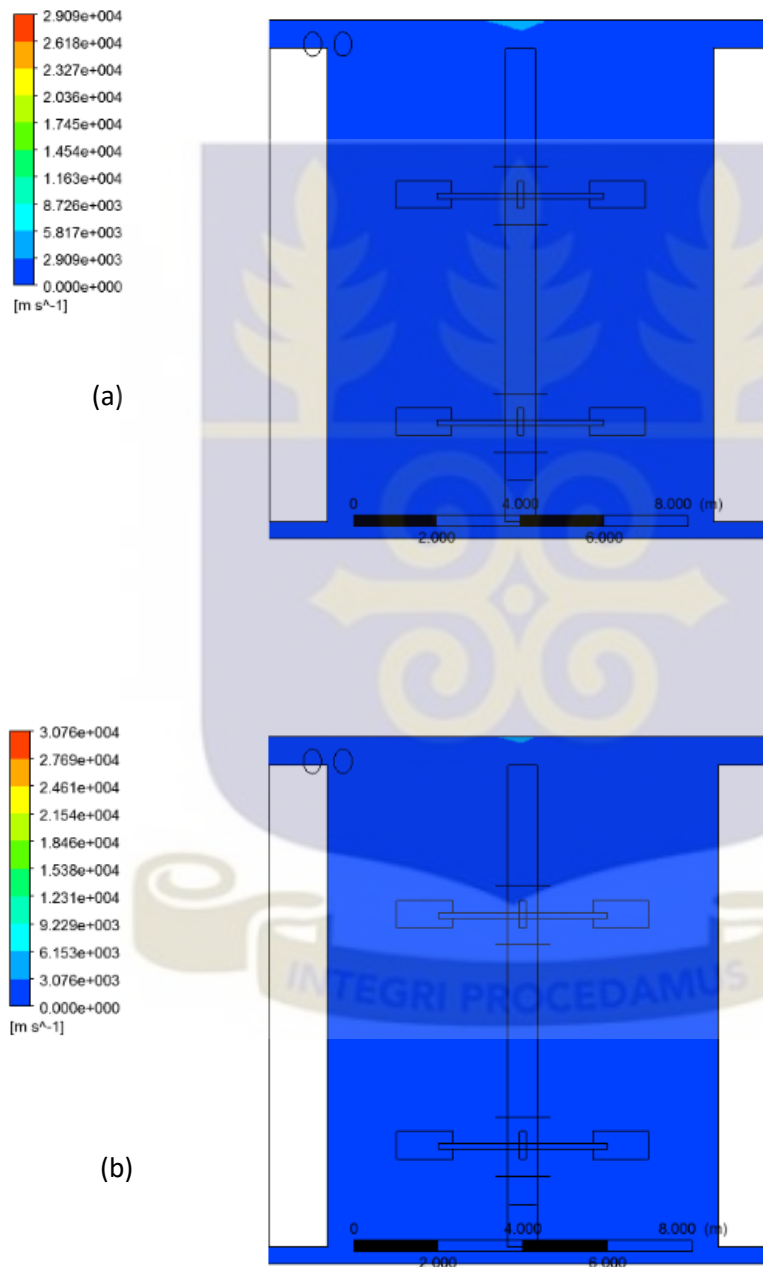 2.909e+004
2.618e+004
2.327e+004
2.036e+004
1.745e+004
1.454e+004
1.163e+004
8.726e+003
5.817e+003
2.909e+003
0.000e+000
[m s^-1]
(a)
0 4.000 8.000 (m)
2.000 6.000
3.076e+004
2.769e+004
2.461e+004
2.154e+004
1.846e+004
1.538e+004
1.231e+004
9.229e+003
6.153e+003
3.076e+003
0.000e+000
[m s^-1]
INTEGRI PROCEDAMUS
(b)
0 4.000 8.000 (m)
2.000 6.000